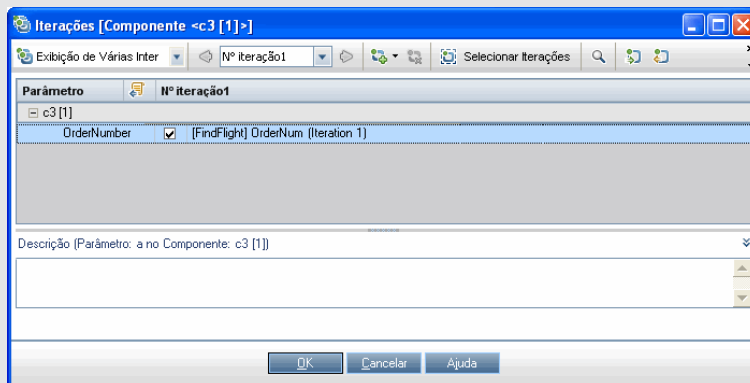 Iterações [Componente <c3 [1]>]
Exibição de Várias Inter Nº iteração1 Selecionar Iterações
Parâmetro Nº iteração1
c3 [1]
OrderNumber [FindFlight] OrderNum (Iteration 1)
Descrição (Parâmetro: a no Componente: c3 [1])
OK Cancelar Ajuda